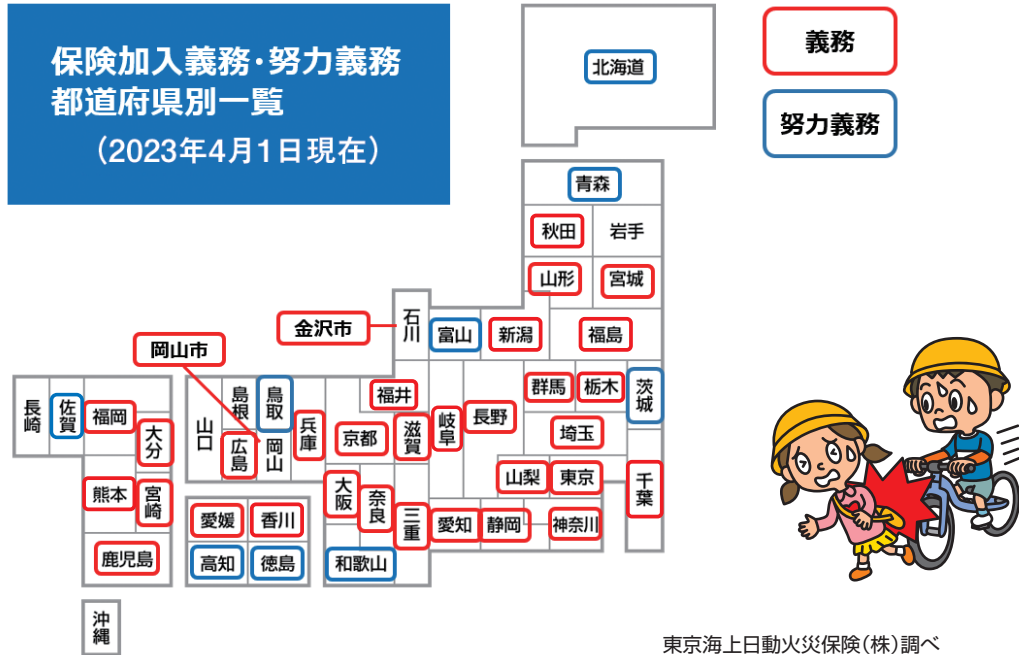 保険加入義務・努力義務
都道府県別一覧
（2023年4月1日現在）
義務
努力義務
北海道
青森
秋田
岩手
山形
宮城
金沢市
石川
富山
新潟
福島
岡山市
長崎
佐賀
福岡
大分
山口
島根
鳥取
広島
岡山
兵庫
福井
京都
滋賀
岐阜
長野
群馬
栃木
茨城
埼玉
山梨
東京
千葉
熊本
宮崎
大阪
奈良
三重
愛知
静岡
神奈川
愛媛
香川
鹿児島
高知
徳島
和歌山
沖縄
東京海上日動火災保険(株)調べ